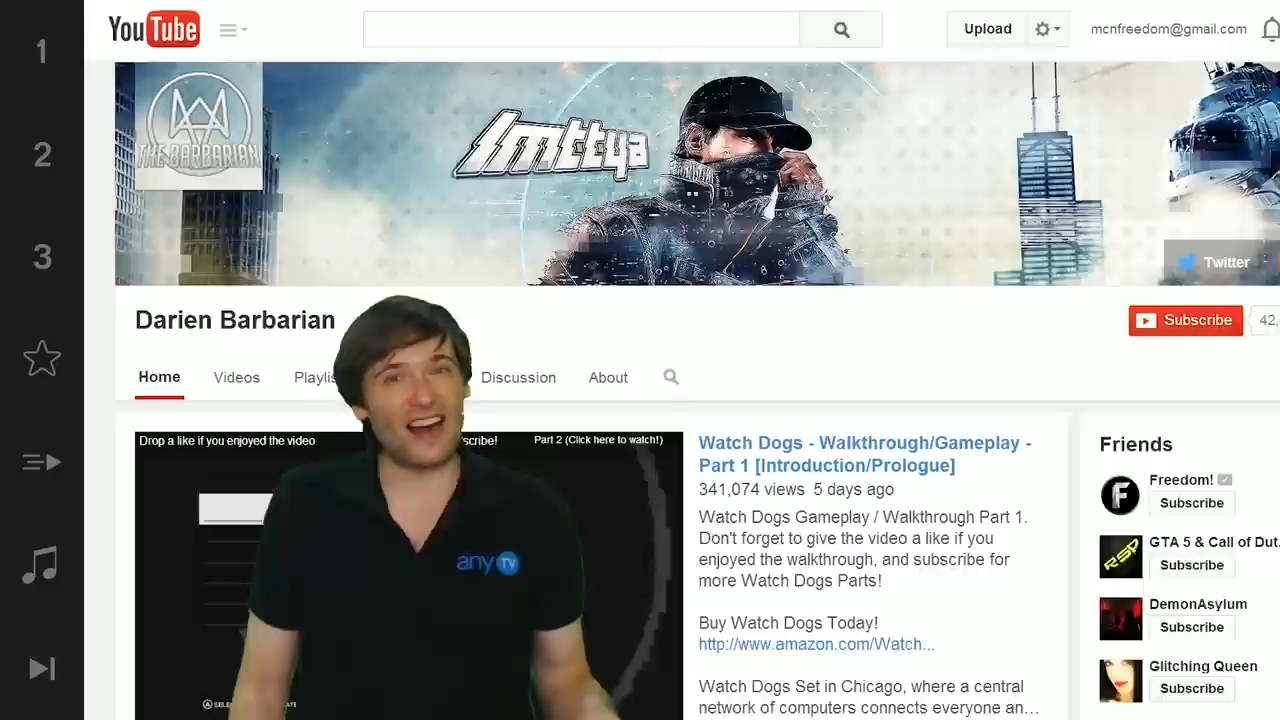 1
2
3
YouTube
Upload
mcnfreedom@gmail.com
THE BARBARIAN
Imttya
POLICE
Twitter
Darien Barbarian
Subscribe
42,
Home
Videos
Playlis
Discussion
About
Drop a like if you enjoyed the video
scribe!
Part 2 (Click here to watch!)
Watch Dogs - Walkthrough/Gameplay -
Part 1 [Introduction/Prologue]
341,074 views 5 days ago
Watch Dogs Gameplay / Walkthrough Part 1.
Don't forget to give the video a like if you
enjoyed the walkthrough, and subscribe for
more Watch Dogs Parts!
Buy Watch Dogs Today!
http://www.amazon.com/Watch...
Watch Dogs Set in Chicago, where a central
network of computers connects everyone an...
any TV
Friends
F
Freedom!
Subscribe
RSP
GTA 5 & Call of Dut.
Subscribe
DemonAsylum
Subscribe
Glitching Queen
Subscribe